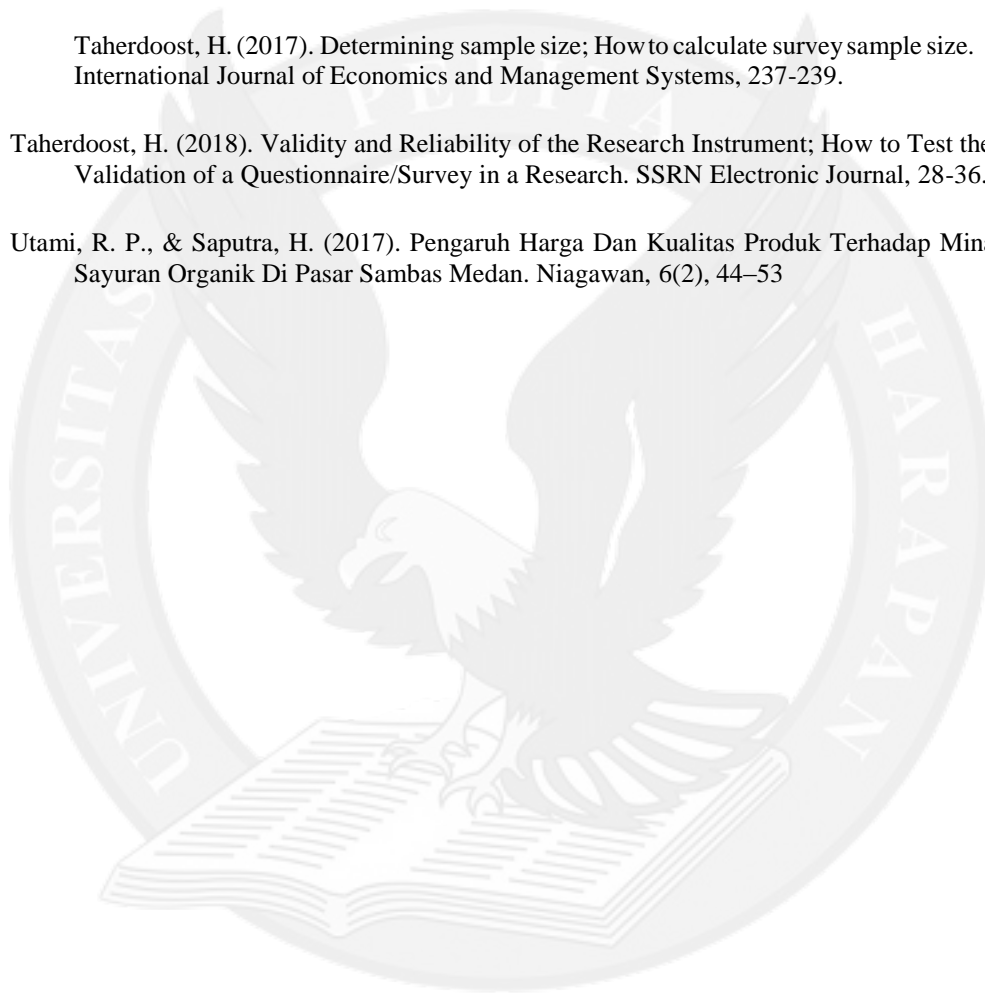 Taherdoost, H. (2017). Determining sample size; How to calculate survey sample size.
International Journal of Economics and Management Systems, 237-239.
Taherdoost, H. (2018). Validity and Reliability of the Research Instrument; How to Test the
Validation of a Questionnaire/Survey in a Research. SSRN Electronic Journal, 28-36.
Utami, R. P., & Saputra, H. (2017). Pengaruh Harga Dan Kualitas Produk Terhadap
Sayuran Organik Di Pasar Sambas Medan. Niagawan, 6(2), 44–53
UNIVERSITAS PELITA HARAPAN